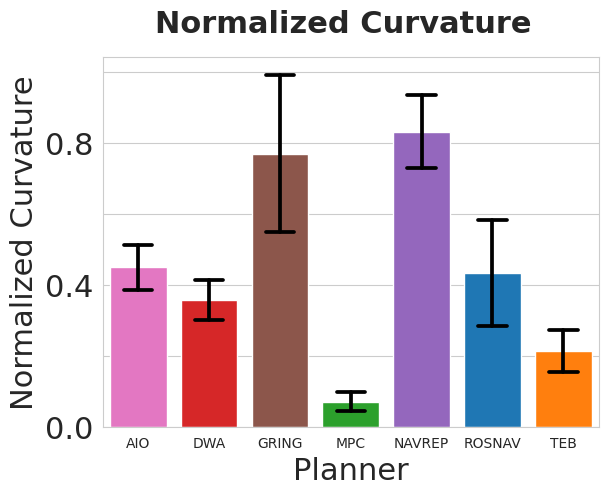 Normalized Curvature
Normalized Curvature
0.8
0.4
0.0
AIO DWA GRING MPC NAVREP ROSNAV TEB
Planner